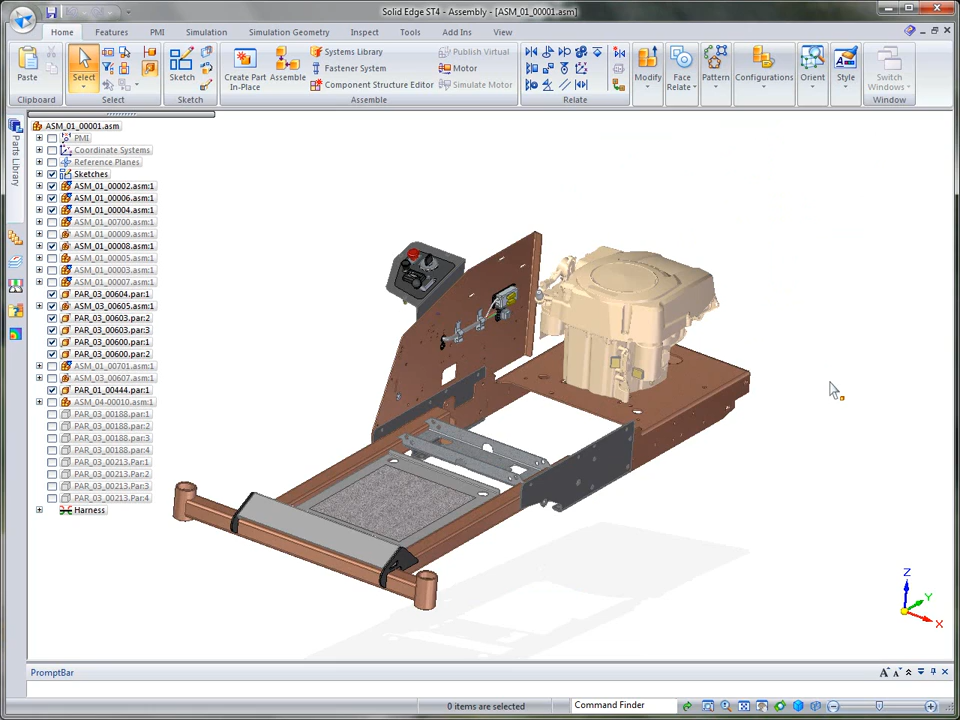 Solid Edge ST4 - Assembly - [ASM_01_00001.asm]
Home Features PMI Simulation Simulation Geometry Inspect Tools Add Ins View
Paste
Select
Sketch
Create Part In-Place
Assemble
Systems Library
Fastener System
Component Structure Editor
Publish Virtual
Motor
Simulate Motor
Modify
Face Relate
Pattern
Configurations
Orient
Style
Switch Windows
Clipboard Select Sketch Assemble Relate Window
Parts Library
ASM_01_00001.asm
PMI
Coordinate Systems
Reference Planes
Sketches
ASM_01_00002.asm:1
ASM_01_00006.asm:1
ASM_01_00004.asm:1
ASM_01_00700.asm:1
ASM_01_00009.asm:1
ASM_01_00008.asm:1
ASM_01_00005.asm:1
ASM_01_00003.asm:1
ASM_01_00007.asm:1
PAR_03_00604.par:1
ASM_03_00605.asm:1
PAR_03_00603.par:2
PAR_03_00603.par:3
PAR_03_00600.par:1
PAR_03_00600.par:2
ASM_01_00701.asm:1
ASM_03_00607.asm:1
PAR_01_00444.par:1
ASM_04-00010.asm:1
PAR_03_00188.par:1
PAR_03_00188.par:2
PAR_03_00188.par:3
PAR_03_00188.par:4
PAR_03_00213.Par:1
PAR_03_00213.Par:2
PAR_03_00213.Par:3
PAR_03_00213.Par:4
Harness
Z
Y
X
PromptBar
0 items are selected
Command Finder